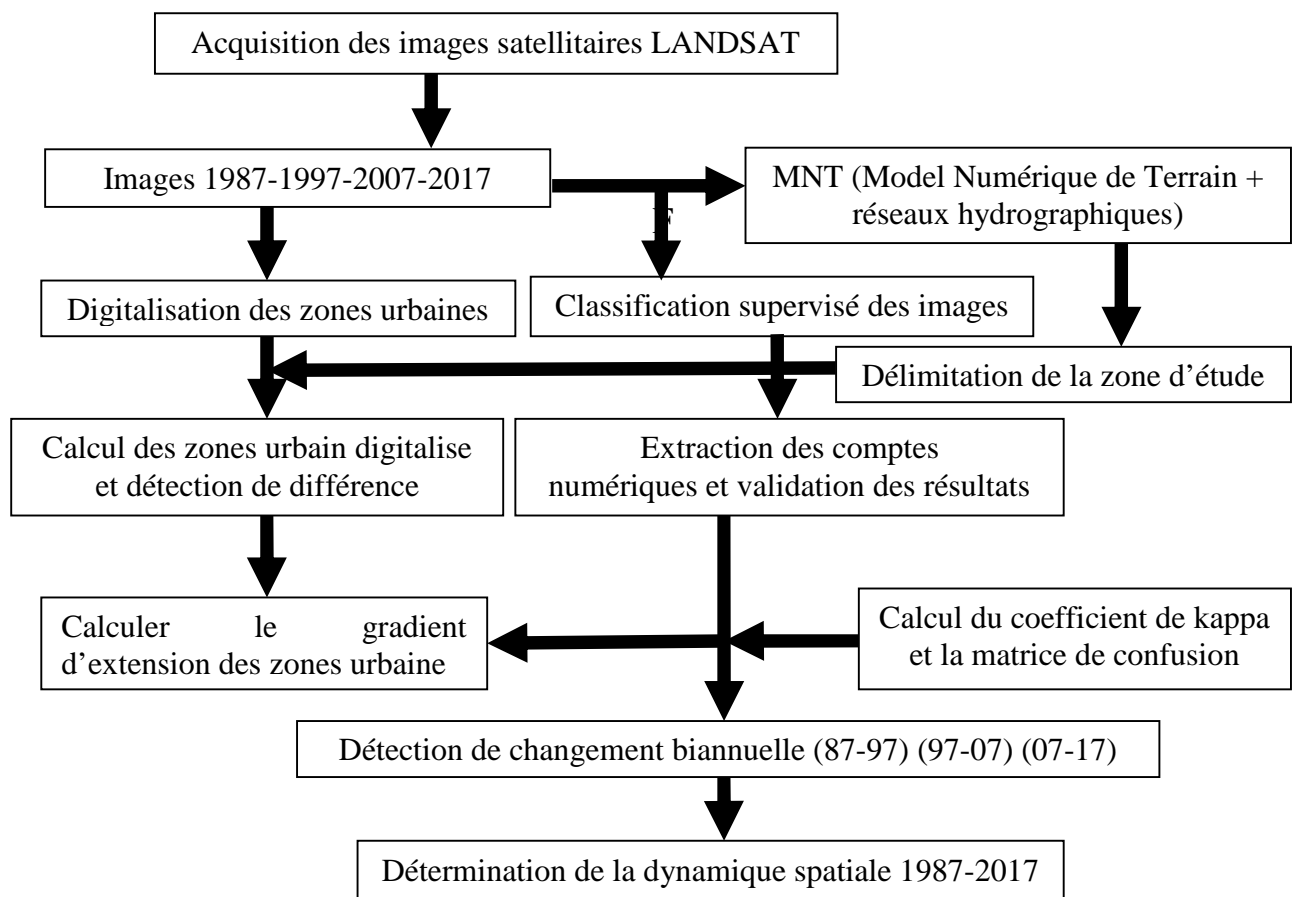 Acquisition des images satellitaires LANDSAT
Images 1987-1997-2007-2017
MNT (Model Numérique de Terrain +
réseaux hydrographiques)
F
Digitalisation des zones urbaines
Classification supervisé des images
Délimitation de la zone d’étude
Calcul des zones urbain digitalise
et détection de différence
Extraction des comptes
numériques et validation des résultats
Calculer le gradient
d’extension des zones urbaine
Calcul du coefficient de kappa
et la matrice de confusion
Détection de changement biannuelle (87-97) (97-07) (07-17)
Détermination de la dynamique spatiale 1987-2017